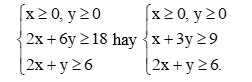 {x ≥ 0, y ≥ 0
{2x + 6y ≥ 18 hay
{2x + y ≥ 6
{x ≥ 0, y ≥ 0
{x + 3y ≥ 9
{2x + y ≥ 6.